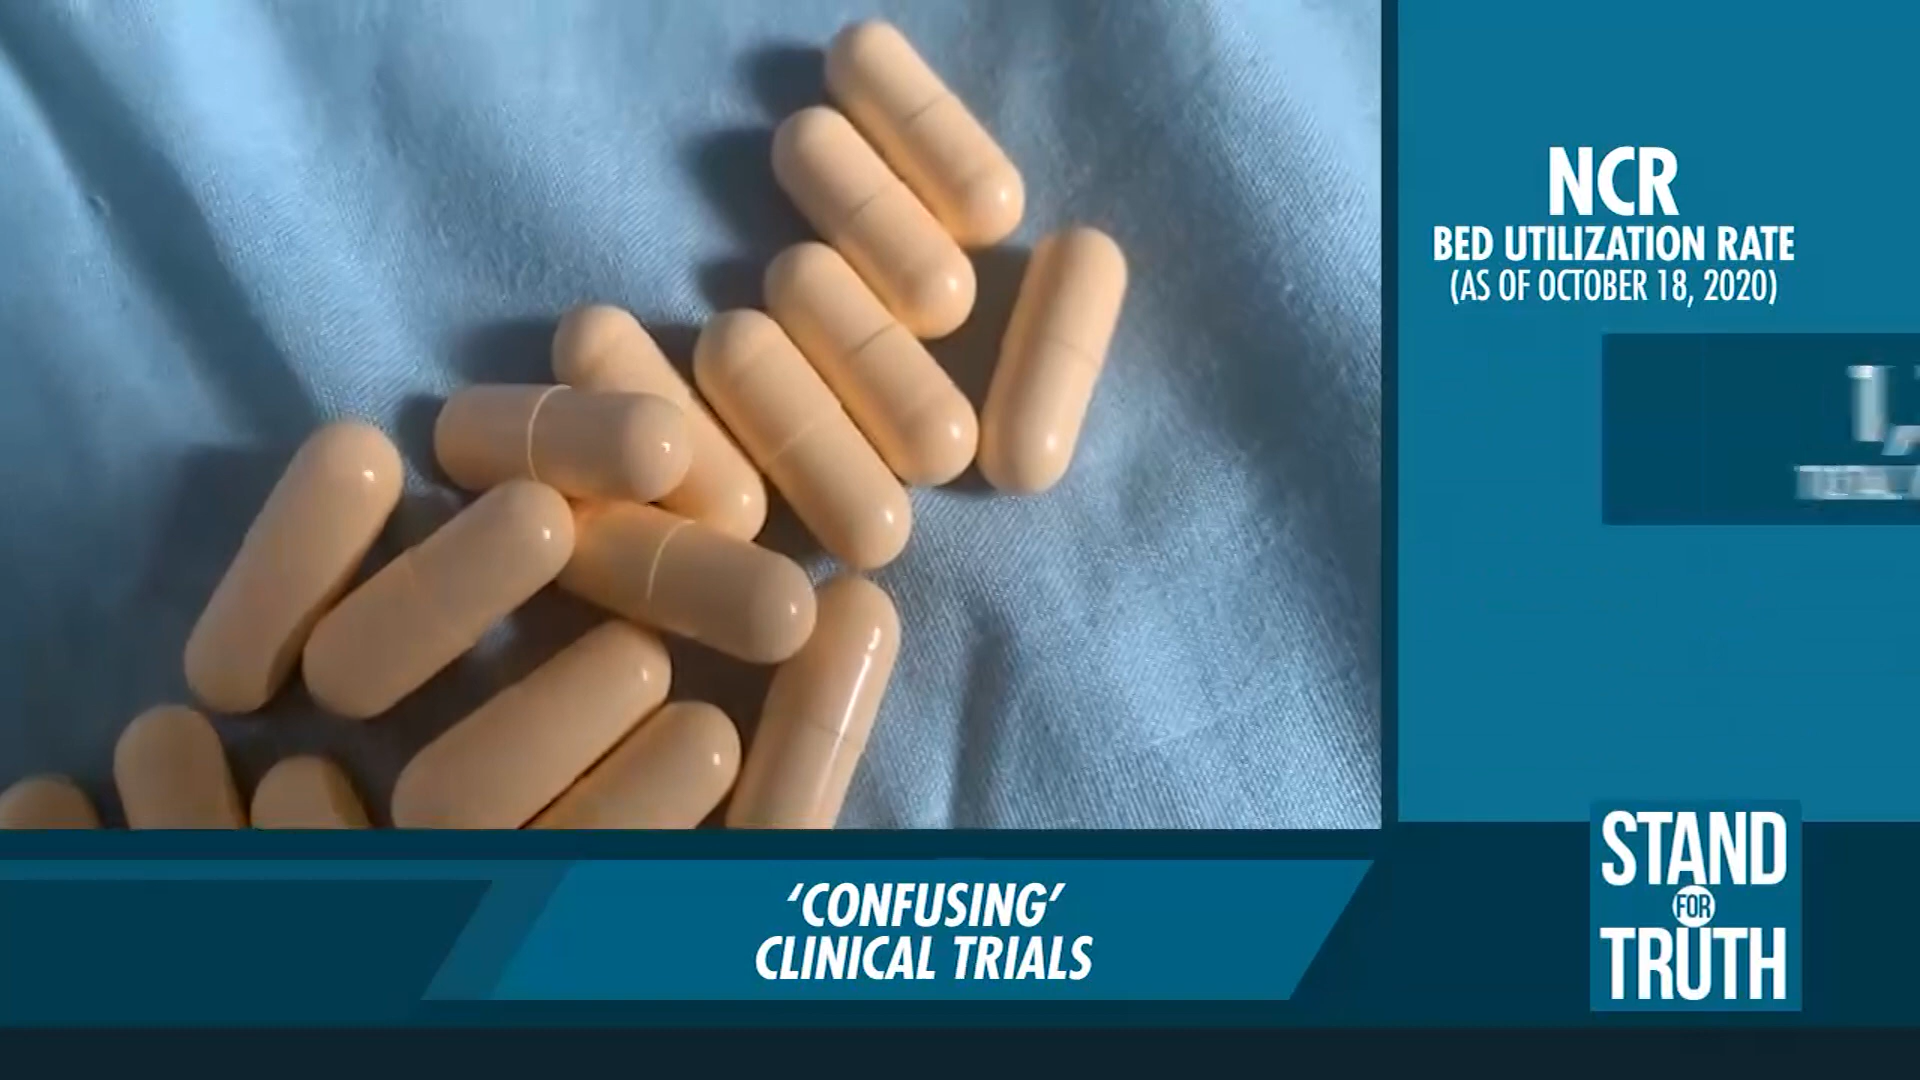 NCR
BED UTILIZATION RATE
(AS OF OCTOBER 18, 2020)
‘CONFUSING’
CLINICAL TRIALS
STAND
FOR
TRUTH